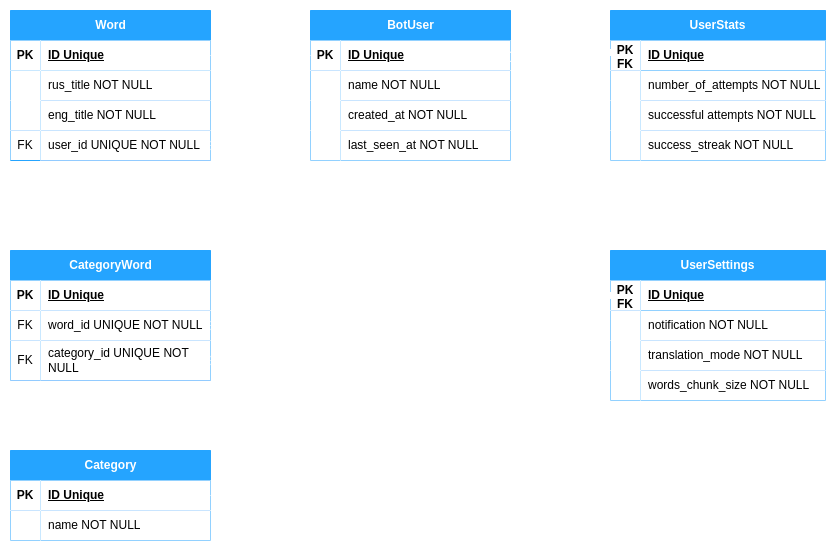 Word
PK ID Unique
rus_title NOT NULL
eng_title NOT NULL
FK user_id UNIQUE NOT NULL
BotUser
PK ID Unique
name NOT NULL
created_at NOT NULL
last_seen_at NOT NULL
UserStats
PK
FK
ID Unique
number_of_attempts NOT NULL
successful attempts NOT NULL
success_streak NOT NULL
CategoryWord
PK ID Unique
FK word_id UNIQUE NOT NULL
FK category_id UNIQUE NOT
NULL
UserSettings
PK
FK
ID Unique
notification NOT NULL
translation_mode NOT NULL
words_chunk_size NOT NULL
Category
PK ID Unique
name NOT NULL